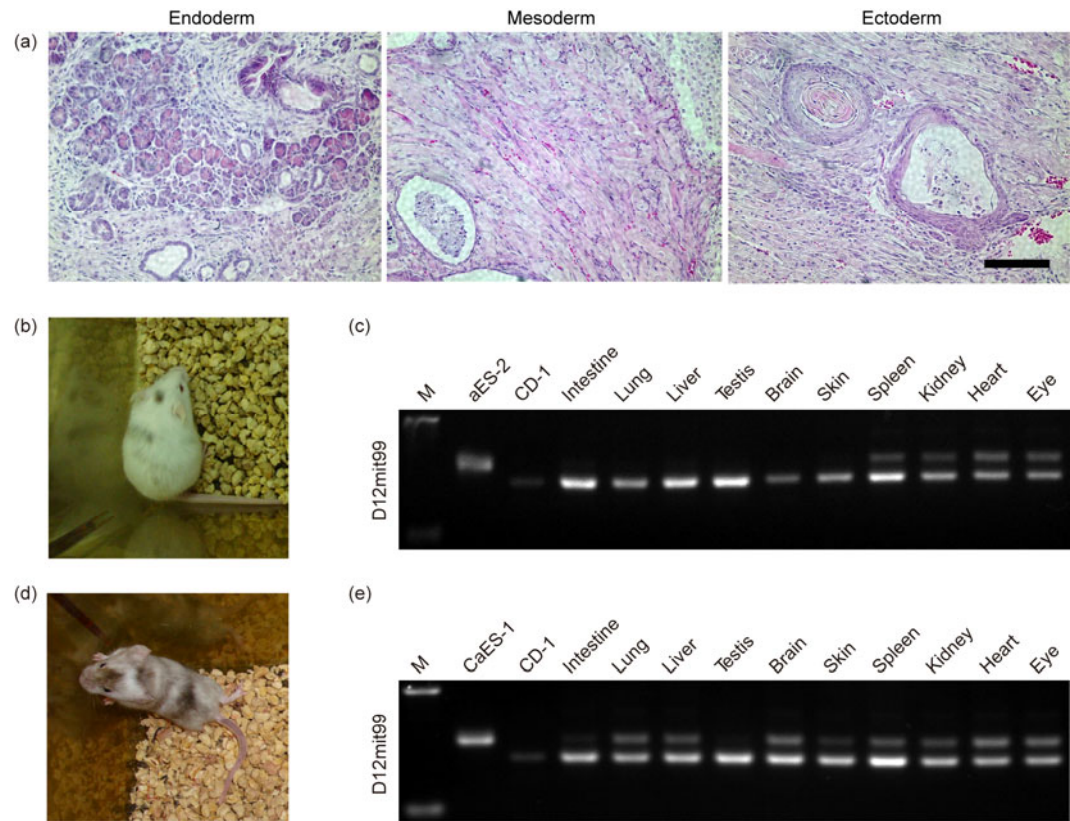 Endoderm Mesoderm Ectoderm
(a)
(b)
(c)
M aES-2 CD-1 Intestine Lung Liver Testis Brain Skin Spleen Kidney Heart Eye
D12mit99
(d)
(e)
M CaES-1 CD-1 Intestine Lung Liver Testis Brain Skin Spleen Kidney Heart Eye
D12mit99